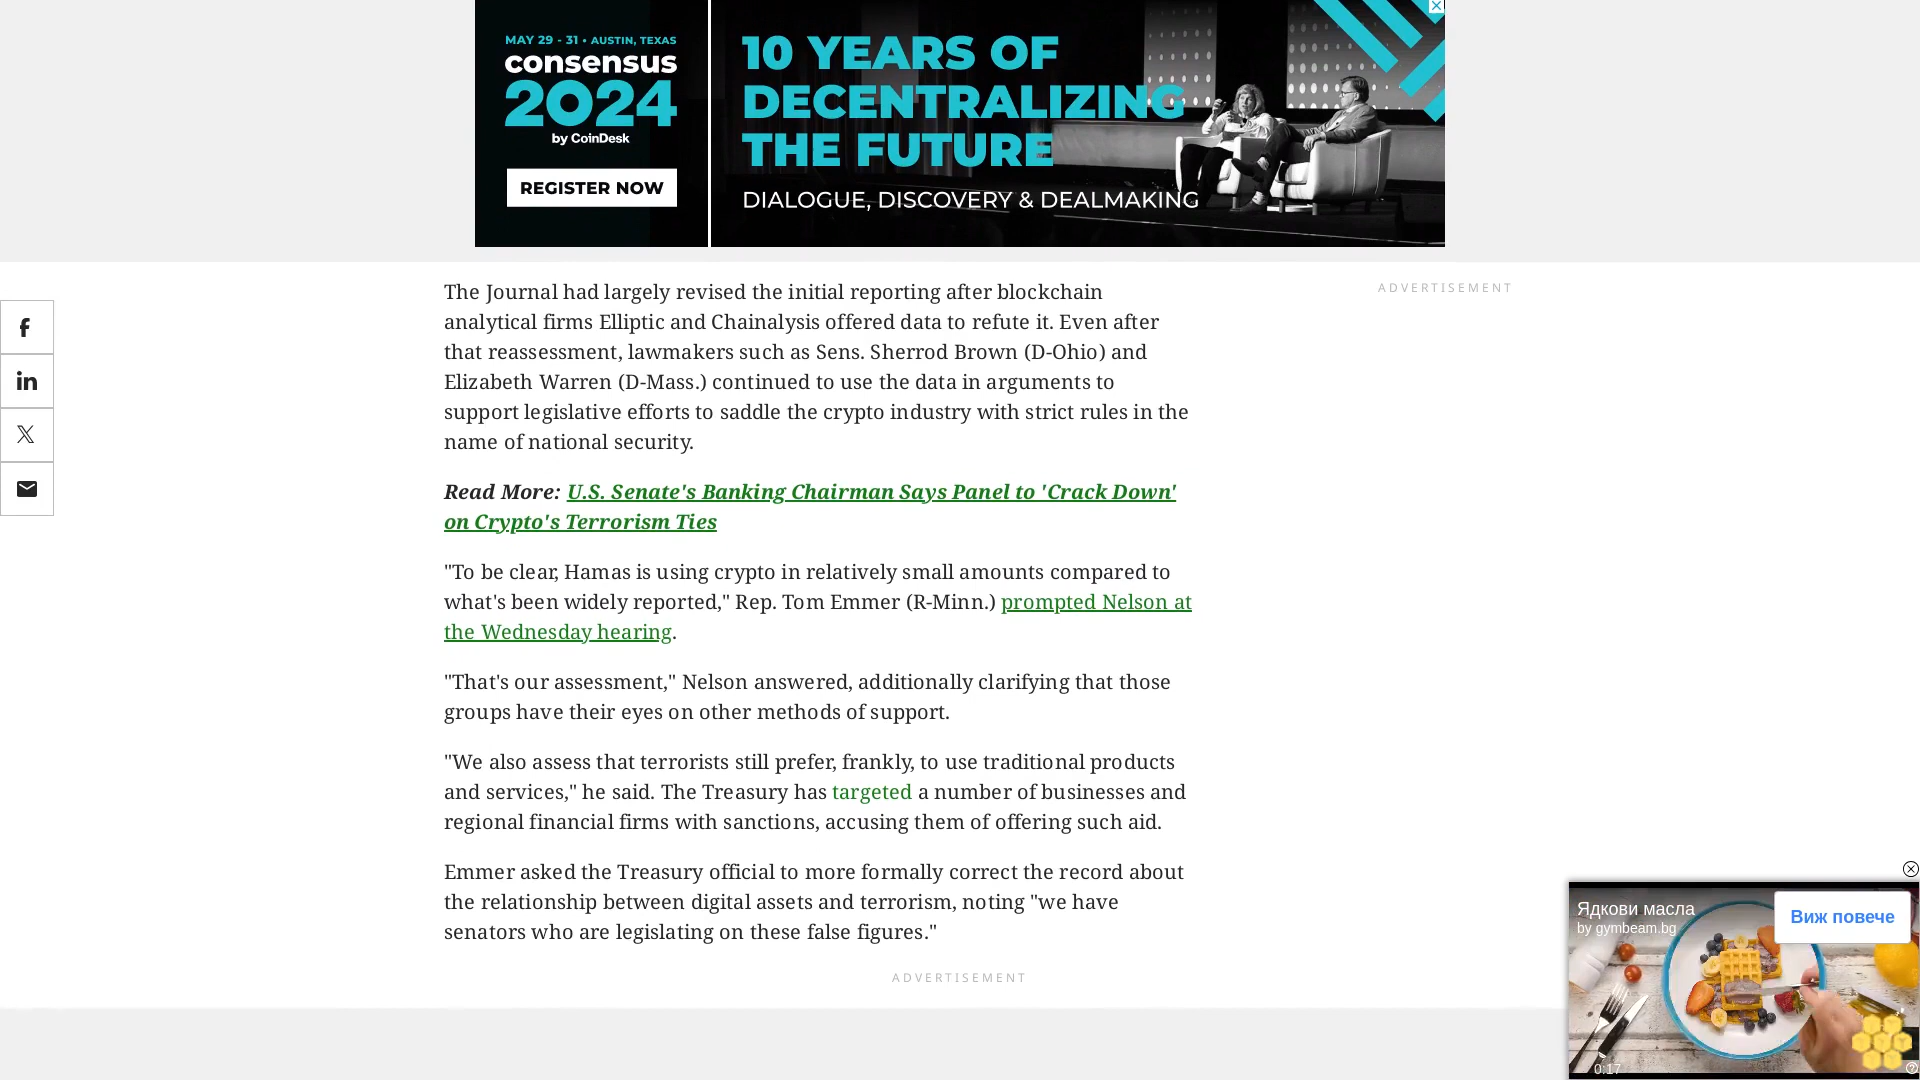 MAY 29 - 31 • AUSTIN, TEXAS
consensus
2024
by CoinDesk
REGISTER NOW
10 YEARS OF
DECENTRALIZING
THE FUTURE
DIALOGUE, DISCOVERY & DEALMAKING
ADVERTISEMENT
The Journal had largely revised the initial reporting after blockchain
analytical firms Elliptic and Chainalysis offered data to refute it. Even after
that reassessment, lawmakers such as Sens. Sherrod Brown (D-Ohio) and
Elizabeth Warren (D-Mass.) continued to use the data in arguments to
support legislative efforts to saddle the crypto industry with strict rules in the
name of national security.
Read More: U.S. Senate's Banking Chairman Says Panel to 'Crack Down'
on Crypto's Terrorism Ties
"To be clear, Hamas is using crypto in relatively small amounts compared to
what's been widely reported," Rep. Tom Emmer (R-Minn.) prompted Nelson at
the Wednesday hearing.
"That's our assessment," Nelson answered, additionally clarifying that those
groups have their eyes on other methods of support.
"We also assess that terrorists still prefer, frankly, to use traditional products
and services," he said. The Treasury has targeted a number of businesses and
regional financial firms with sanctions, accusing them of offering such aid.
Emmer asked the Treasury official to more formally correct the record about
the relationship between digital assets and terrorism, noting "we have
senators who are legislating on these false figures."
ADVERTISEMENT
Ядкови масла
by gymbeam.bg
Виж повече
0:17